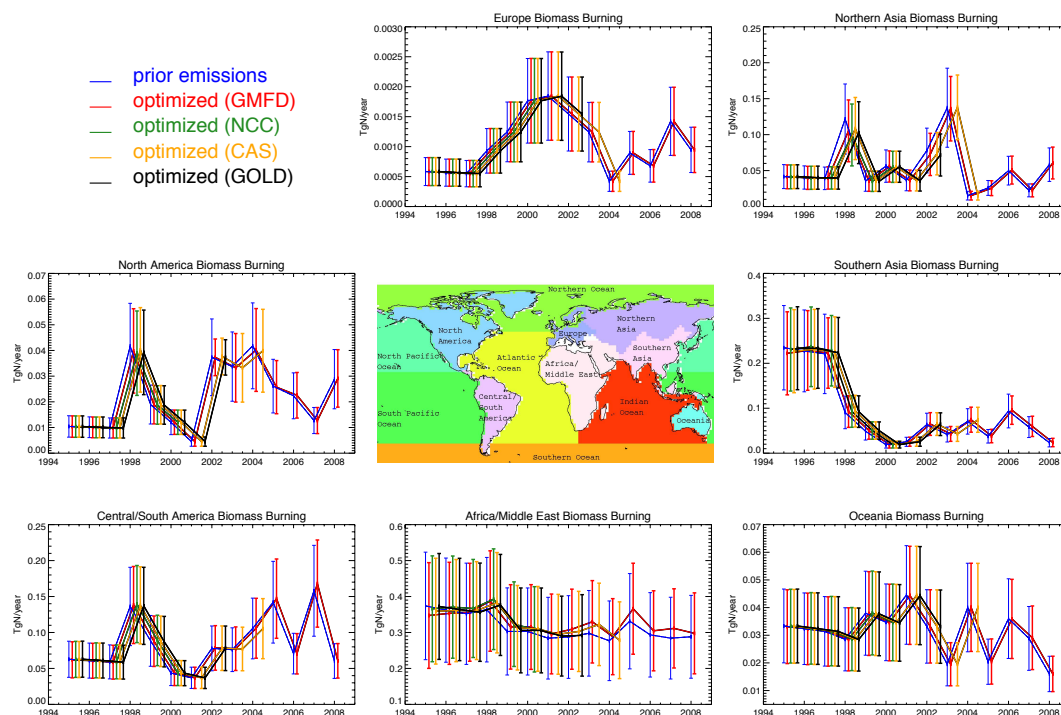 prior emissions
optimized (GMFD)
optimized (NCC)
optimized (CAS)
optimized (GOLD)
Europe Biomass Burning
TgN/year
0.0030
0.0025
0.0020
0.0015
0.0010
0.0005
0.0000
1994 1996 1998 2000 2002 2004 2006 2008
Northern Asia Biomass Burning
TgN/year
0.25
0.20
0.15
0.10
0.05
0.00
1994 1996 1998 2000 2002 2004 2006 2008
North America Biomass Burning
TgN/year
0.07
0.06
0.05
0.04
0.03
0.02
0.01
0.00
1994 1996 1998 2000 2002 2004 2006 2008
Northern Ocean
North
America
Europe
Northern
Asia
Southern
Asia
North Pacific
Ocean
Atlantic
Ocean
Africa/
Middle East
Central/
South
America
South Pacific
Ocean
Indian
Ocean
Oceania
Southern Ocean
Southern Asia Biomass Burning
TgN/year
0.4
0.3
0.2
0.1
0.0
1994 1996 1998 2000 2002 2004 2006 2008
Central/South America Biomass Burning
TgN/year
0.25
0.20
0.15
0.10
0.05
0.00
1994 1996 1998 2000 2002 2004 2006 2008
Africa/Middle East Biomass Burning
TgN/year
0.6
0.5
0.4
0.3
0.2
0.1
1994 1996 1998 2000 2002 2004 2006 2008
Oceania Biomass Burning
TgN/year
0.07
0.06
0.05
0.04
0.03
0.02
0.01
1994 1996 1998 2000 2002 2004 2006 2008